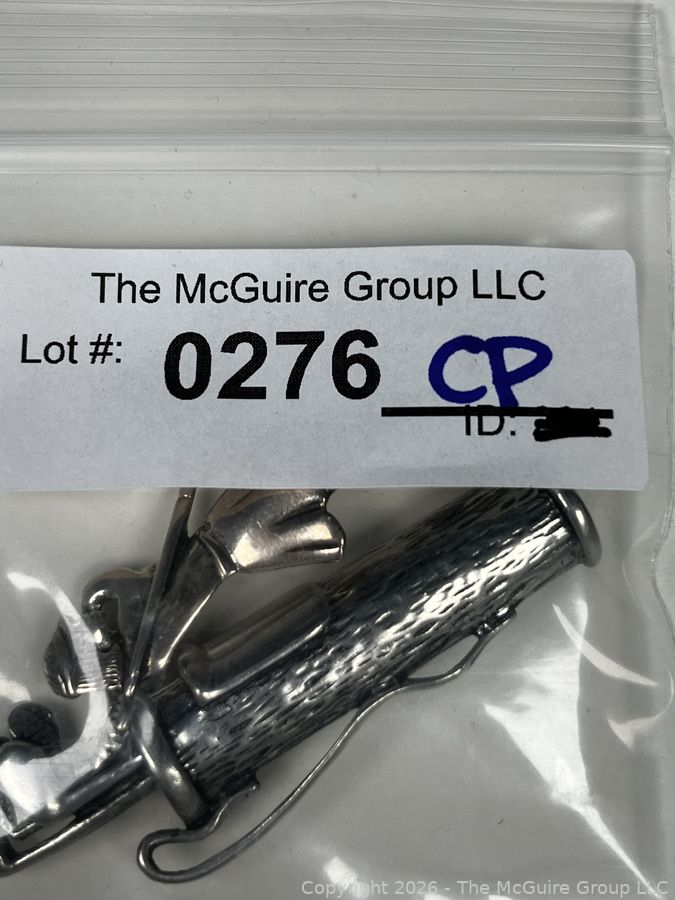 The McGuire Group LLC
Lot #: 0276 CP
ID:
Copyright 2026 - The McGuire Group LLC